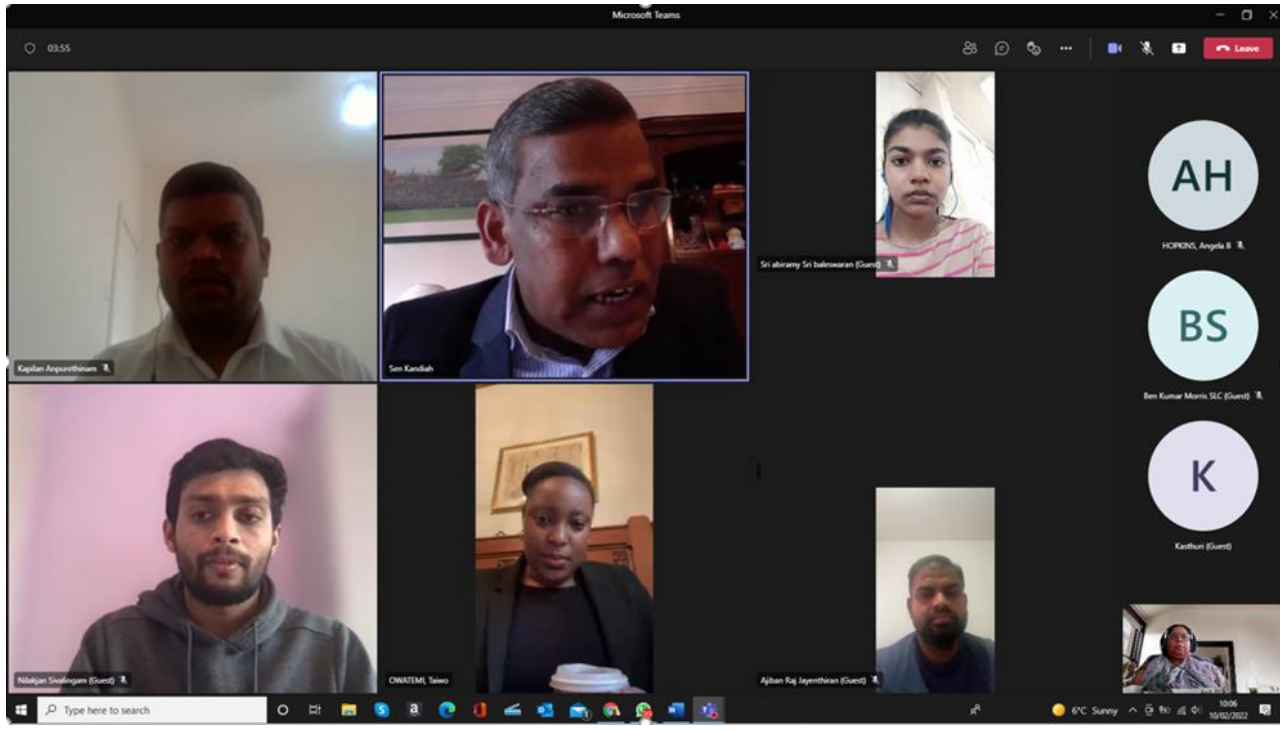 Microsoft Teams
03:55
Leave
Kapilan Anpurethinam
Sen Kandiah
Sri abiramy Sri baleswaran (Guest)
AH
HOPKINS, Angela B
BS
Ben Kumar Morris SLC (Guest)
K
Kasthuri (Guest)
Nilakjan Sivalingam (Guest)
OWATEMI, Taiwo
Ajiban Raj Jayenthiran (Guest)
Type here to search
6°C Sunny
10:06
10/02/2022